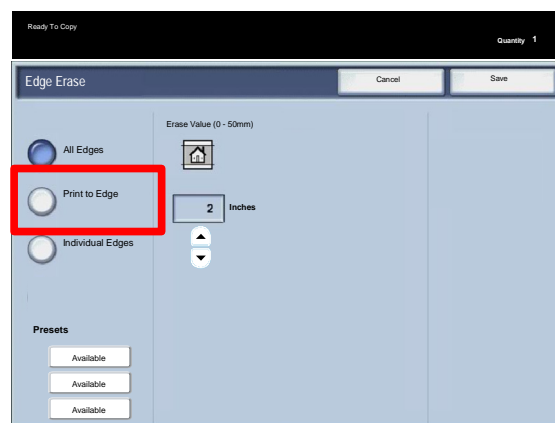 Ready To Copy
Quantity 1
Edge Erase
Cancel
Save
Erase Value (0 - 50mm)
All Edges
Print to Edge
2 Inches
Individual Edges
Presets
Available
Available
Available